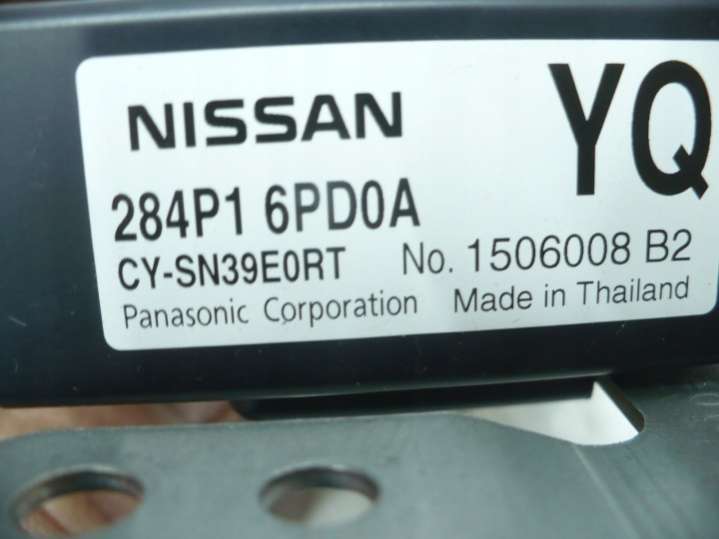 NISSAN YQ
284P1 6PD0A
CY-SN39E0RT No. 1506008 B2
Panasonic Corporation Made in Thailand